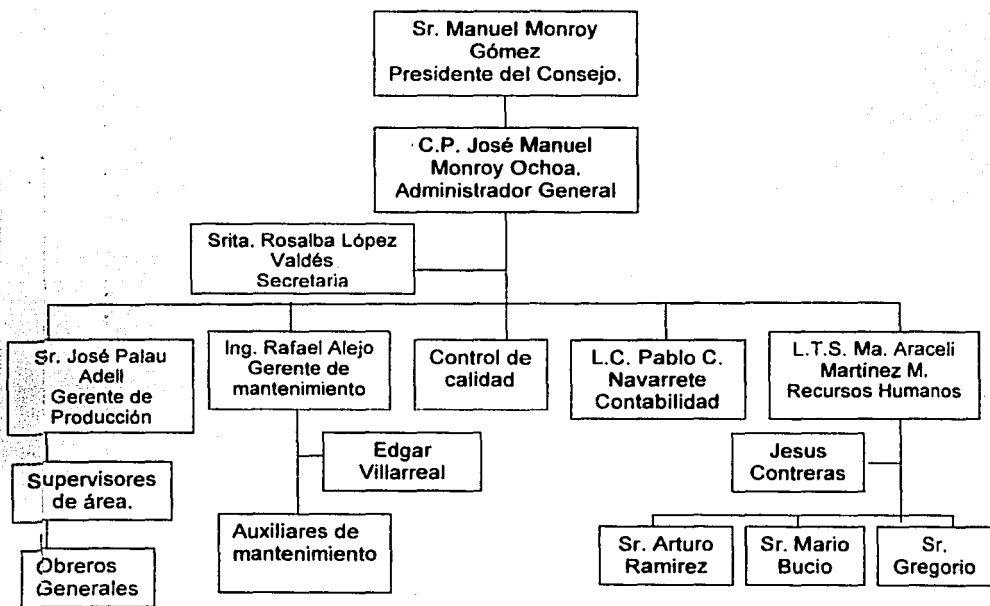 Sr. Manuel Monroy
Gómez
Presidente del Consejo.
C.P. José Manuel
Monroy Ochoa.
Administrador General
Srita. Rosalba López
Valdés
Secretaria
Sr. José Palau
Adell
Gerente de
Producción
Ing. Rafael Alejo
Gerente de
mantenimiento
Control de
calidad
L.C. Pablo C.
Navarrete
Contabilidad
L.T.S. Ma. Araceli
Martínez M.
Recursos Humanos
Edgar
Villarreal
Jesus
Contreras
Supervisores
de área.
Auxiliares de
mantenimiento
Sr. Arturo
Ramirez
Sr. Mario
Bucio
Sr.
Gregorio
Obreros
Generales